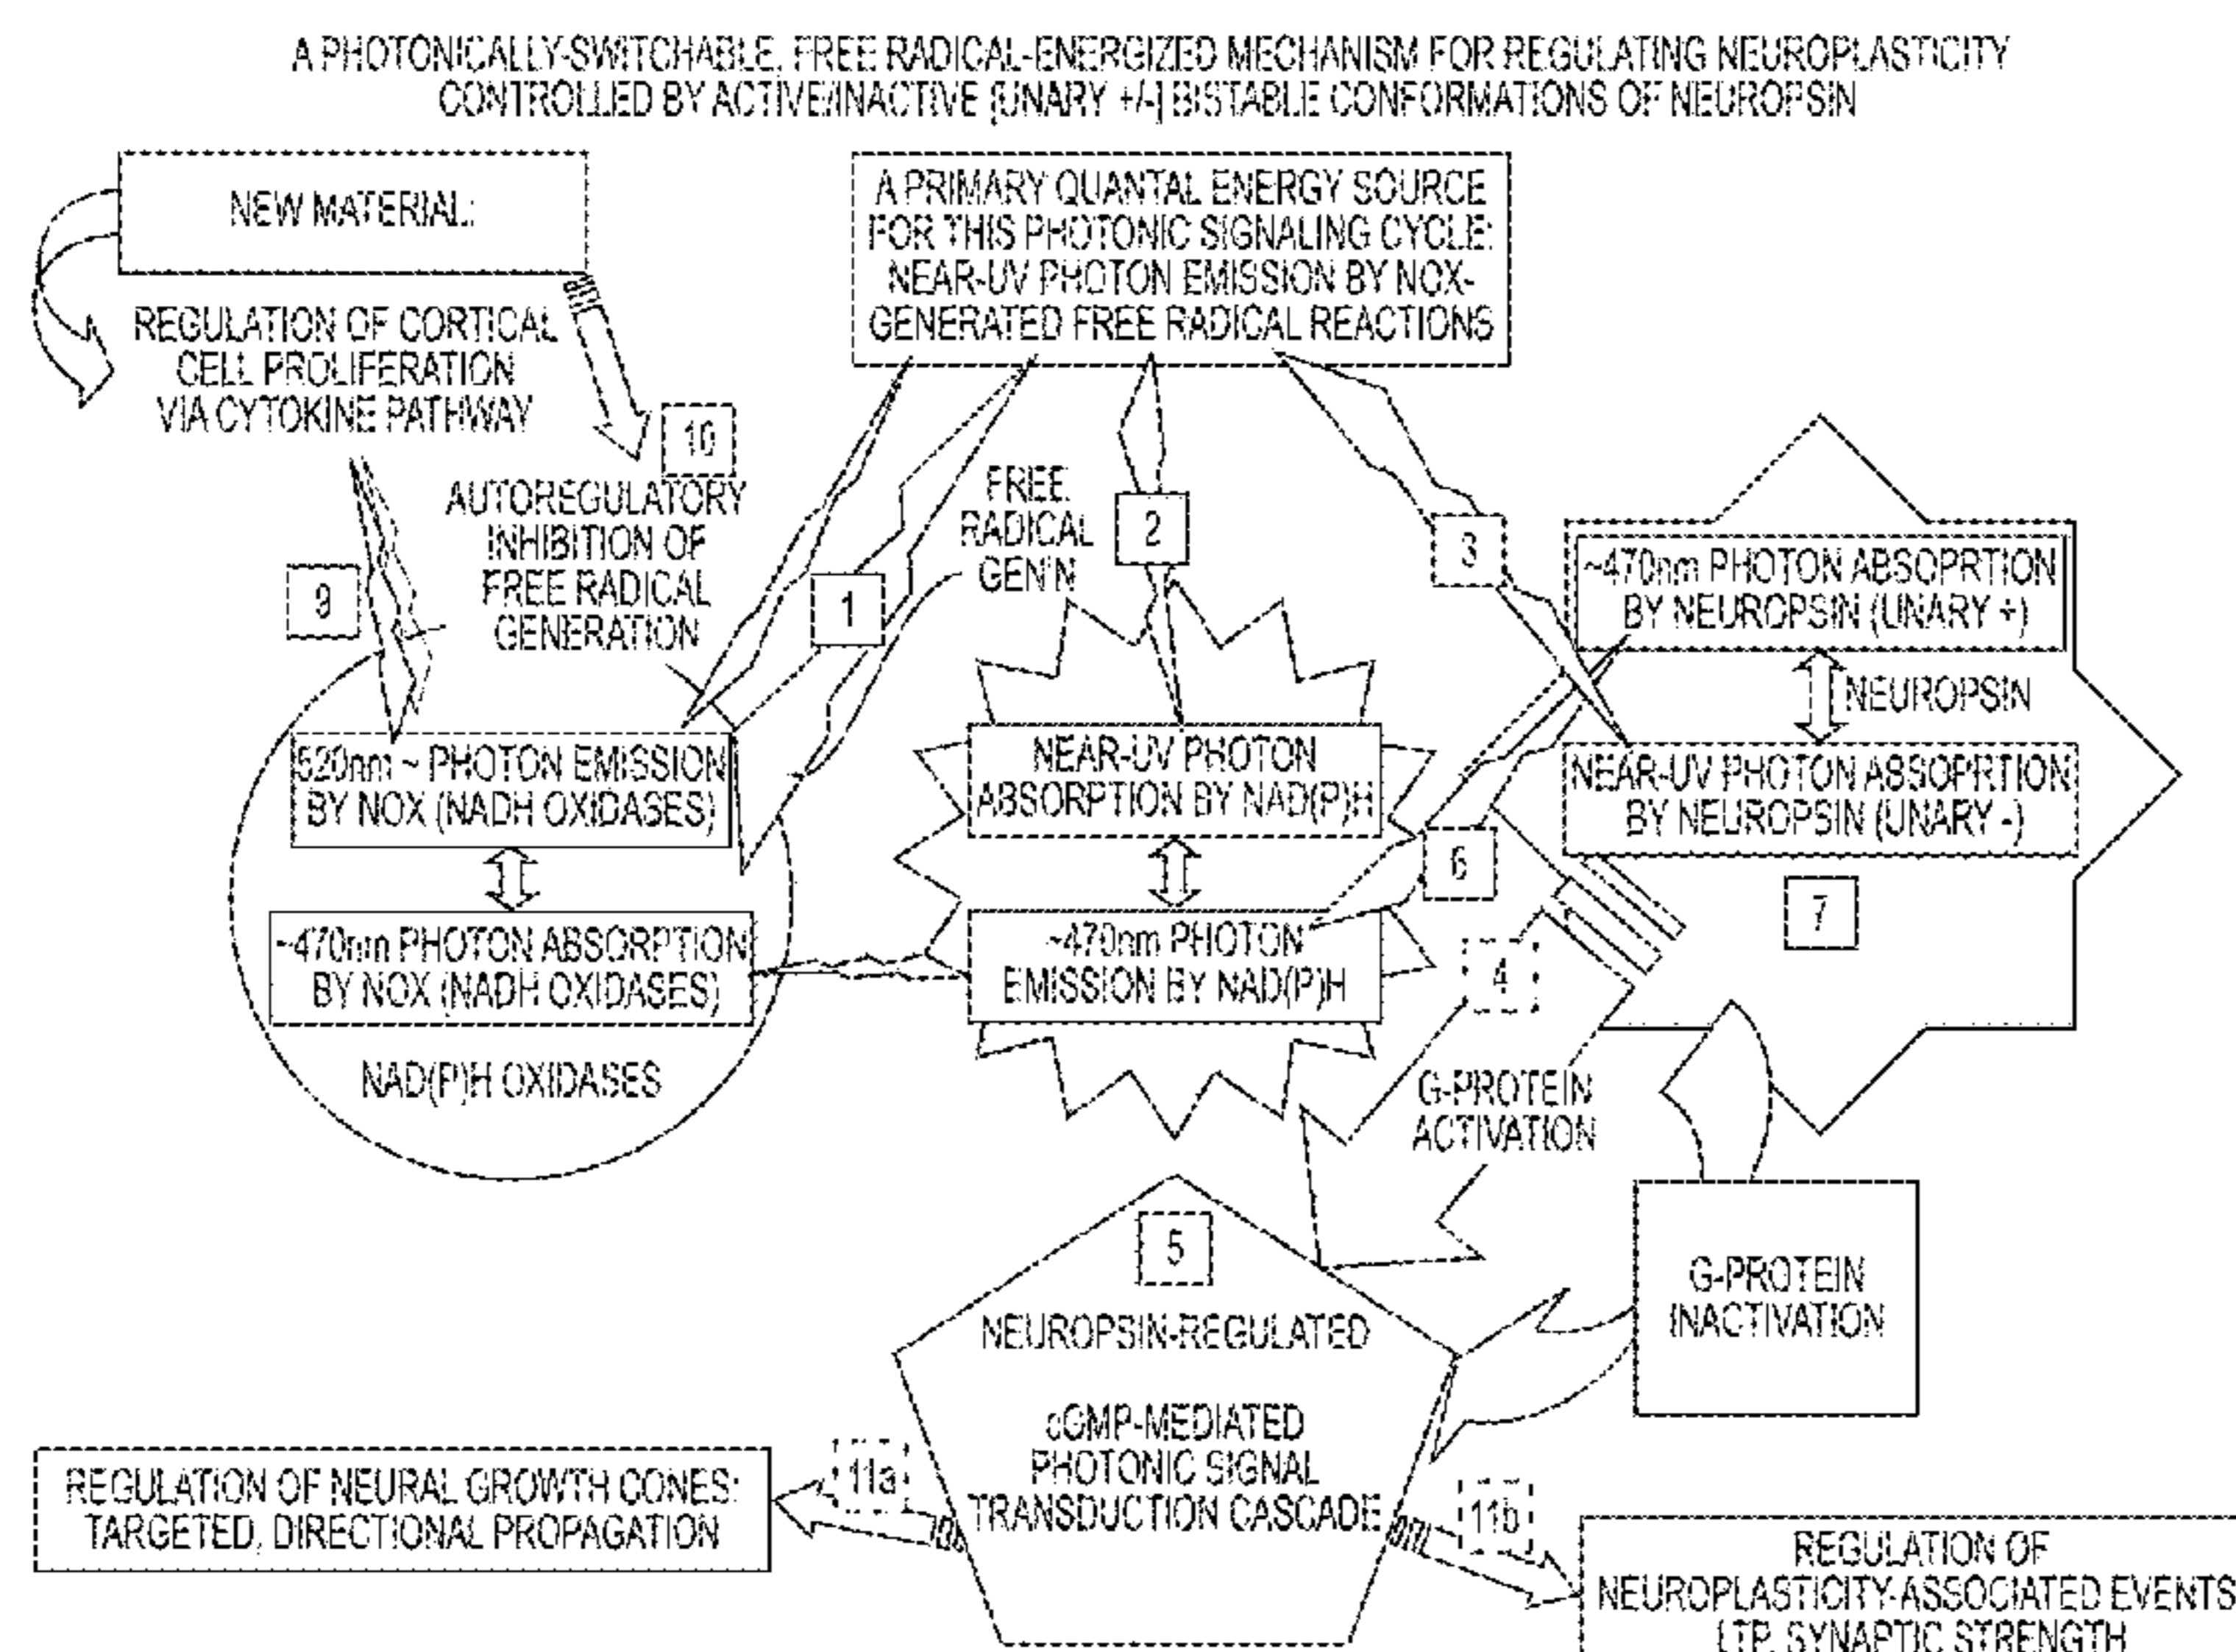 A PHOTONICALLY-SWITCHABLE, FREE RADICAL-ENERGIZED MECHANISM FOR REGULATING NEUROPLASTICITY
CONTROLLED BY ACTIVE/INACTIVE [UNARY +/-] BISTABLE CONFORMATIONS OF NEUROPSIN
NEW MATERIAL:
A PRIMARY QUANTAL ENERGY SOURCE
FOR THIS PHOTONIC SIGNALING CYCLE:
NEAR-UV PHOTON EMISSION BY NOX-
GENERATED FREE RADICAL REACTIONS
REGULATION OF CORTICAL
CELL PROLIFERATION
VIA CYTOKINE PATHWAY
10
AUTOREGULATORY
INHIBITION OF
FREE RADICAL
GENERATION
FREE
RADICAL
GEN'N
9
1
2
3
~470nm PHOTON ABSOPRTION
BY NEUROPSIN (UNARY +)
NEUROPSIN
NEAR-UV PHOTON ABSOPRTION
BY NEUROPSIN (UNARY -)
7
520nm ~ PHOTON EMISSION
BY NOX (NADH OXIDASES)
~470nm PHOTON ABSORPTION
BY NOX (NADH OXIDASES)
NAD(P)H OXIDASES
NEAR-UV PHOTON
ABSORPTION BY NAD(P)H
~470nm PHOTON
EMISSION BY NAD(P)H
6
4
G-PROTEIN
ACTIVATION
G-PROTEIN
INACTIVATION
5
NEUROPSIN-REGULATED
cGMP-MEDIATED
PHOTONIC SIGNAL
TRANSDUCTION CASCADE
11a
REGULATION OF NEURAL GROWTH CONES:
TARGETED, DIRECTIONAL PROPAGATION
11b
REGULATION OF
NEUROPLASTICITY-ASSOCIATED EVENTS
LTP, SYNAPTIC STRENGTH